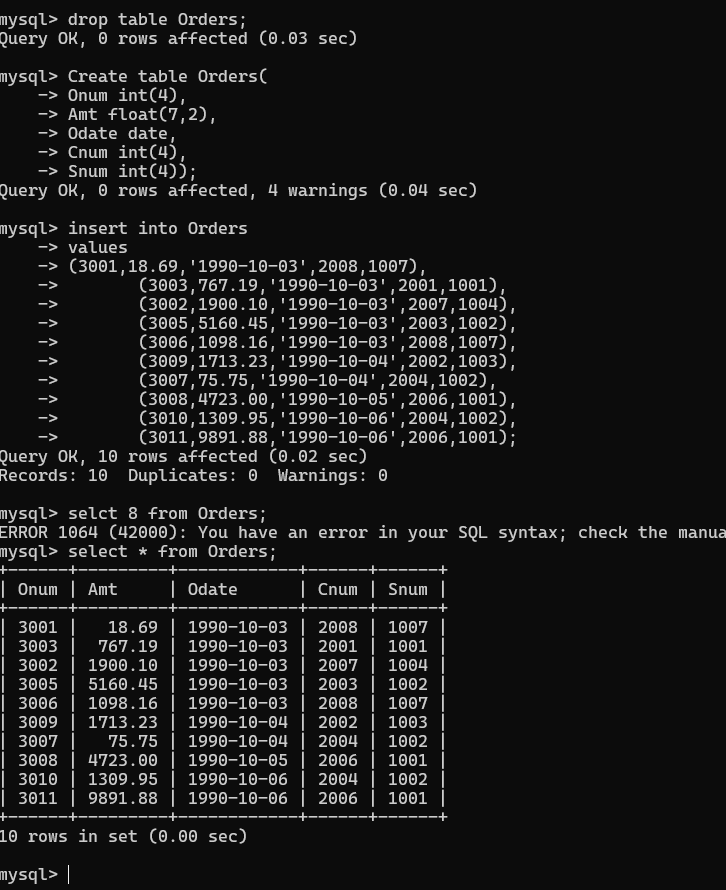 mysql> drop table Orders;
Query OK, 0 rows affected (0.03 sec)
mysql> Create table Orders(
    -> Onum int(4),
    -> Amt float(7,2),
    -> Odate date,
    -> Cnum int(4),
    -> Snum int(4));
Query OK, 0 rows affected, 4 warnings (0.04 sec)
mysql> insert into Orders
    -> values
    -> (3001,18.69,'1990-10-03',2008,1007),
    ->        (3003,767.19,'1990-10-03',2001,1001),
    ->        (3002,1900.10,'1990-10-03',2007,1004),
    ->        (3005,5160.45,'1990-10-03',2003,1002),
    ->        (3006,1098.16,'1990-10-03',2008,1007),
    ->        (3009,1713.23,'1990-10-04',2002,1003),
    ->        (3007,75.75,'1990-10-04',2004,1002),
    ->        (3008,4723.00,'1990-10-05',2006,1001),
    ->        (3010,1309.95,'1990-10-06',2004,1002),
    ->        (3011,9891.88,'1990-10-06',2006,1001);
Query OK, 10 rows affected (0.02 sec)
Records: 10  Duplicates: 0  Warnings: 0
mysql> selct 8 from Orders;
ERROR 1064 (42000): You have an error in your SQL syntax; check the manua
mysql> select * from Orders;
+------+---------+------------+------+------+
| Onum | Amt     | Odate      | Cnum | Snum |
+------+---------+------------+------+------+
| 3001 |   18.69 | 1990-10-03 | 2008 | 1007 |
| 3003 |  767.19 | 1990-10-03 | 2001 | 1001 |
| 3002 | 1900.10 | 1990-10-03 | 2007 | 1004 |
| 3005 | 5160.45 | 1990-10-03 | 2003 | 1002 |
| 3006 | 1098.16 | 1990-10-03 | 2008 | 1007 |
| 3009 | 1713.23 | 1990-10-04 | 2002 | 1003 |
| 3007 |   75.75 | 1990-10-04 | 2004 | 1002 |
| 3008 | 4723.00 | 1990-10-05 | 2006 | 1001 |
| 3010 | 1309.95 | 1990-10-06 | 2004 | 1002 |
| 3011 | 9891.88 | 1990-10-06 | 2006 | 1001 |
+------+---------+------------+------+------+
10 rows in set (0.00 sec)
mysql>